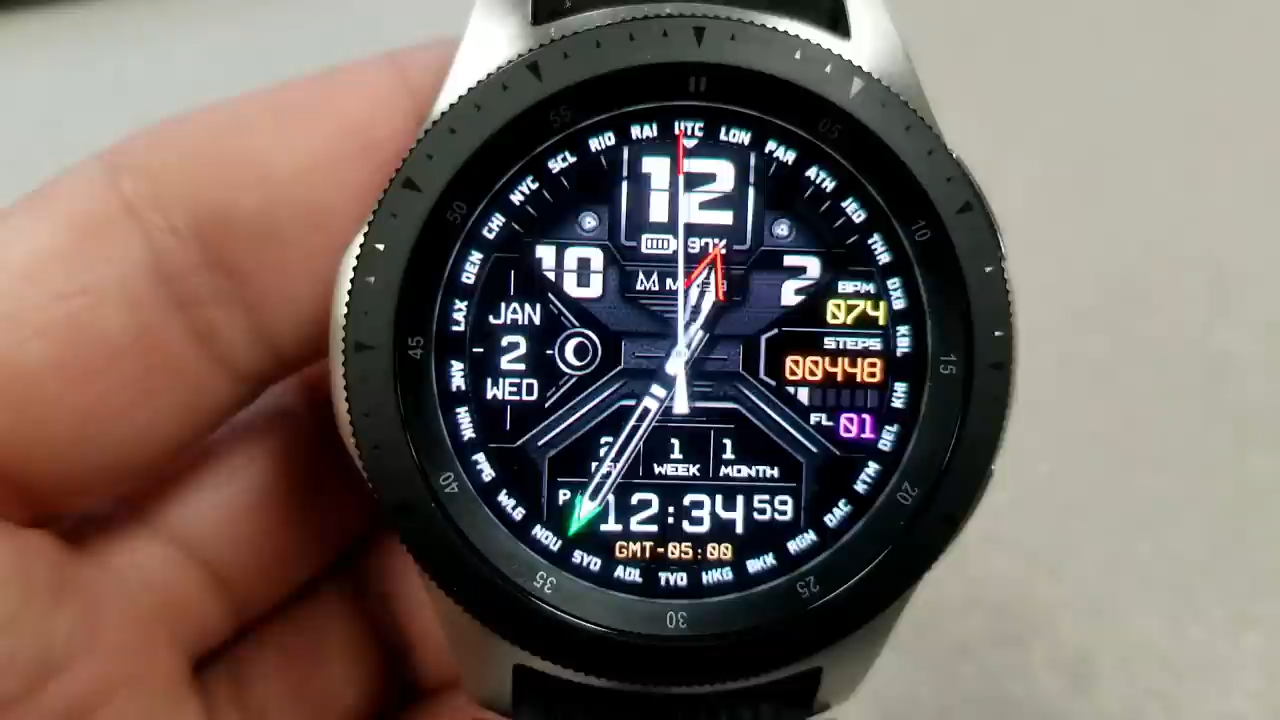 UTC LON PAR ATH JED THR DXB KBL KHI DEL KTM DAC RGN BKK HKG TYO ADL SYD NOU WLG PPG HNK ANC LAX DEN CHI NYC SCL RIO RAI
05 10 15 20 25 30 35 40 45 50 55
12
97%
10
2
JAN
2
WED
BPM
074
STEPS
00448
FL 01
1 1
WEEK MONTH
12:34 59
GMT-05:00